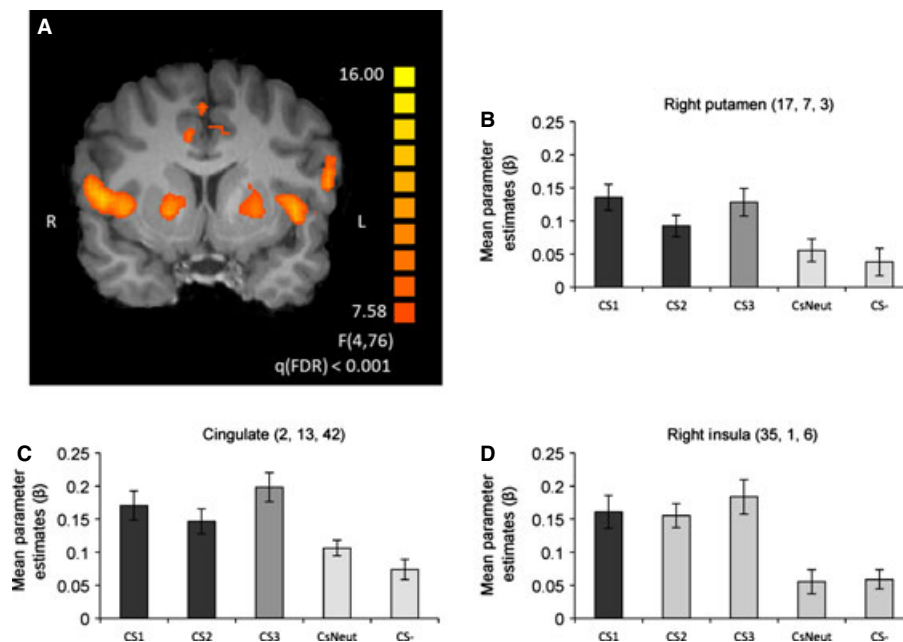 A
16.00
R
L
7.58
F(4,76)
q(FDR) < 0.001
B
Right putamen (17, 7, 3)
Mean parameter
estimates (β)
0.25
0.2
0.15
0.1
0.05
0
CS1 CS2 CS3 CsNeut CS-
C
Cingulate (2, 13, 42)
Mean parameter
estimates (β)
0.25
0.2
0.15
0.1
0.05
0
CS1 CS2 CS3 CsNeut CS-
D
Right insula (35, 1, 6)
Mean parameter
estimates (β)
0.25
0.2
0.15
0.1
0.05
0
CS1 CS2 CS3 CsNeut CS-